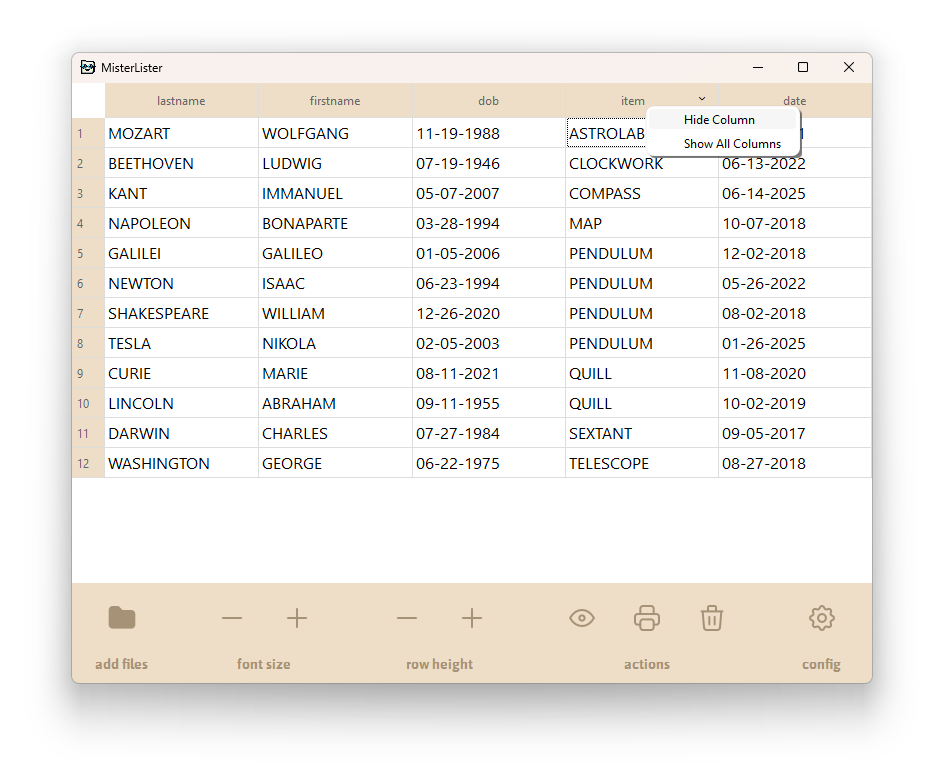 MisterLister
lastname firstname dob item date
Hide Column
Show All Columns
1 MOZART WOLFGANG 11-19-1988
2 BEETHOVEN LUDWIG 07-19-1946 CLOCKWORK 06-13-2022
3 KANT IMMANUEL 05-07-2007 COMPASS 06-14-2025
4 NAPOLEON BONAPARTE 03-28-1994 MAP 10-07-2018
5 GALILEI GALILEO 01-05-2006 PENDULUM 12-02-2018
6 NEWTON ISAAC 06-23-1994 PENDULUM 05-26-2022
7 SHAKESPEARE WILLIAM 12-26-2020 PENDULUM 08-02-2018
8 TESLA NIKOLA 02-05-2003 PENDULUM 01-26-2025
9 CURIE MARIE 08-11-2021 QUILL 11-08-2020
10 LINCOLN ABRAHAM 09-11-1955 QUILL 10-02-2019
11 DARWIN CHARLES 07-27-1984 SEXTANT 09-05-2017
12 WASHINGTON GEORGE 06-22-1975 TELESCOPE 08-27-2018
add files font size row height actions config